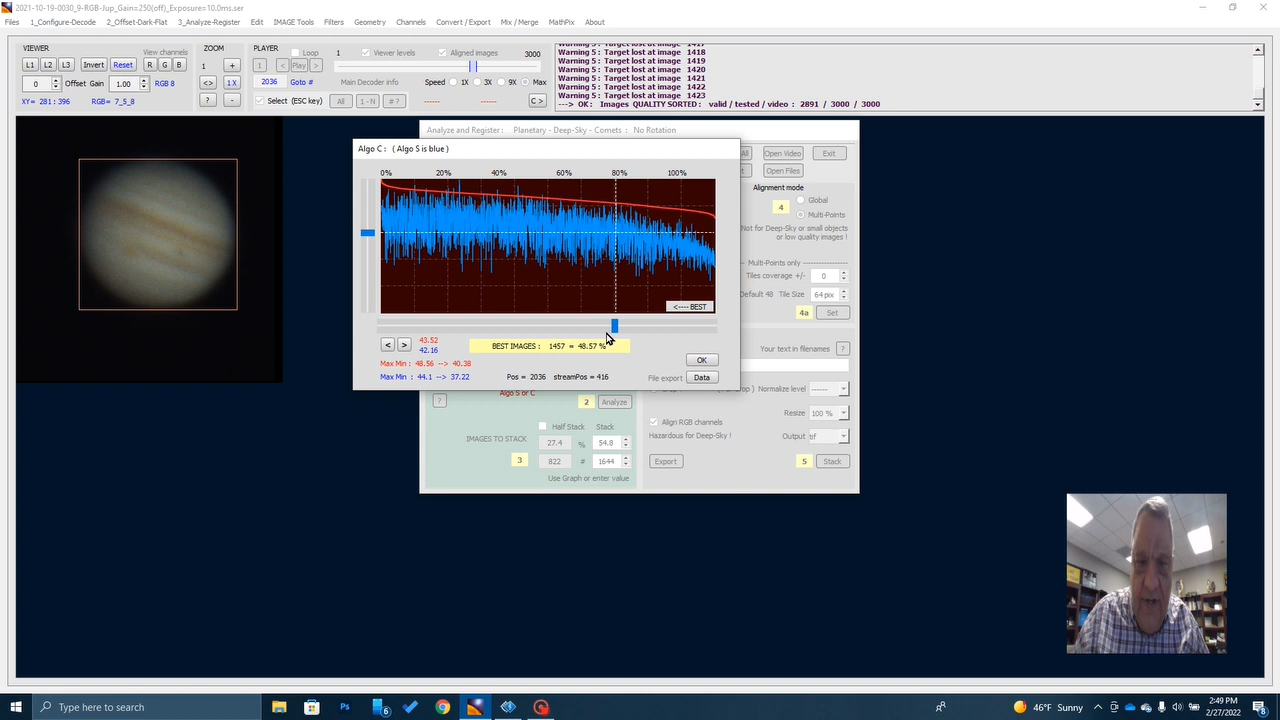 2021-10-19-0030_9-RGB-Jup_Gain=250(off)_Exposure=10.0ms.ser
Files 1_Configure-Decode 2_Offset-Dark-Flat 3_Analyze-Register Edit IMAGE Tools Filters Geometry Channels Convert / Export Mix / Merge MathPix About
VIEWER View channels ZOOM PLAYER Loop 1 Viewer levels Aligned images 3000
L1 L2 L3 Invert Reset R G B 1 + 1 < Play >
0 Offset Gain 1.00 RGB 8 <> 1 X 2036 Goto # Main Decoder info Speed 1X 3X 9X Max
XY= 281: 396 RGB= 7_5_8 ? - Select (ESC key) All 1 - N # ? ------ ------ C >
Warning 5 : Target lost at image 1417
Warning 5 : Target lost at image 1418
Warning 5 : Target lost at image 1419
Warning 5 : Target lost at image 1420
Warning 5 : Target lost at image 1421
Warning 5 : Target lost at image 1422
Warning 5 : Target lost at image 1423
---> OK: Images QUALITY SORTED: valid / tested / video : 2891 / 3000 / 3000
Analyze and Register : Planetary - Deep-Sky - Comets : No Rotation
Algo C : ( Algo S is blue )
0% 20% 40% 60% 80% 100%
<---- BEST
< > 43.52
42.16
BEST IMAGES : 1457 = 48.57 %
OK
Max Min : 48.56 --> 40.38
Max Min : 44.1 --> 37.22 Pos = 2036 streamPos = 416 File export Data
Open Video Exit
Open Files
Alignment mode
4 Global
Multi-Points
Not for Deep-Sky or small objects
or low quality images !
Multi-Points only ---------------
Tiles coverage +/- 0
Default 48 Tile Size 64 pix
4a Set
Your text in filenames ?
Normalize level ------
Resize 100 %
Algo S or C
? 2 Analyze
Half Stack Stack
IMAGES TO STACK 27.4 % 54.8
3 822 # 1644
Use Graph or enter value
Align RGB channels
Hazardous for Deep-Sky ! Output tif
Export 5 Stack
Type here to search
46°F Sunny
2:49 PM
2/27/2022
8